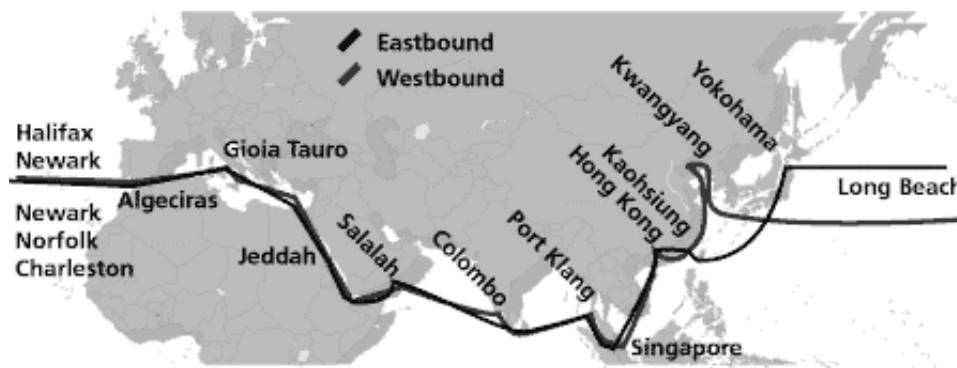 Eastbound
Westbound
Halifax
Newark
Gioia Tauro
Algeciras
Newark
Norfolk
Charleston
Jeddah
Salalah
Colombo
Port Klang
Singapore
Hong Kong
Kaohsiung
Kwangyang
Yokohama
Long Beach